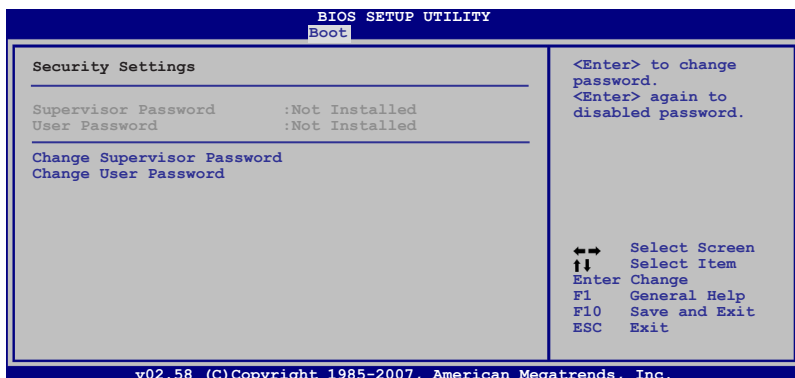 BIOS SETUP UTILITY
Boot
Security Settings
Supervisor Password :Not Installed
User Password :Not Installed
Change Supervisor Password
Change User Password
<Enter> to change
password.
<Enter> again to
disabled password.
←→ Select Screen
↑↓ Select Item
Enter Change
F1 General Help
F10 Save and Exit
ESC Exit
v02.58 (C)Copyright 1985-2007, American Megatrends, Inc.